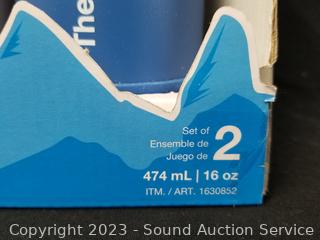 The
Set of
Ensemble de
Juego de
2
474 mL | 16 oz
ITM. / ART. 1630852
Copyright 2023 - Sound Auction Service